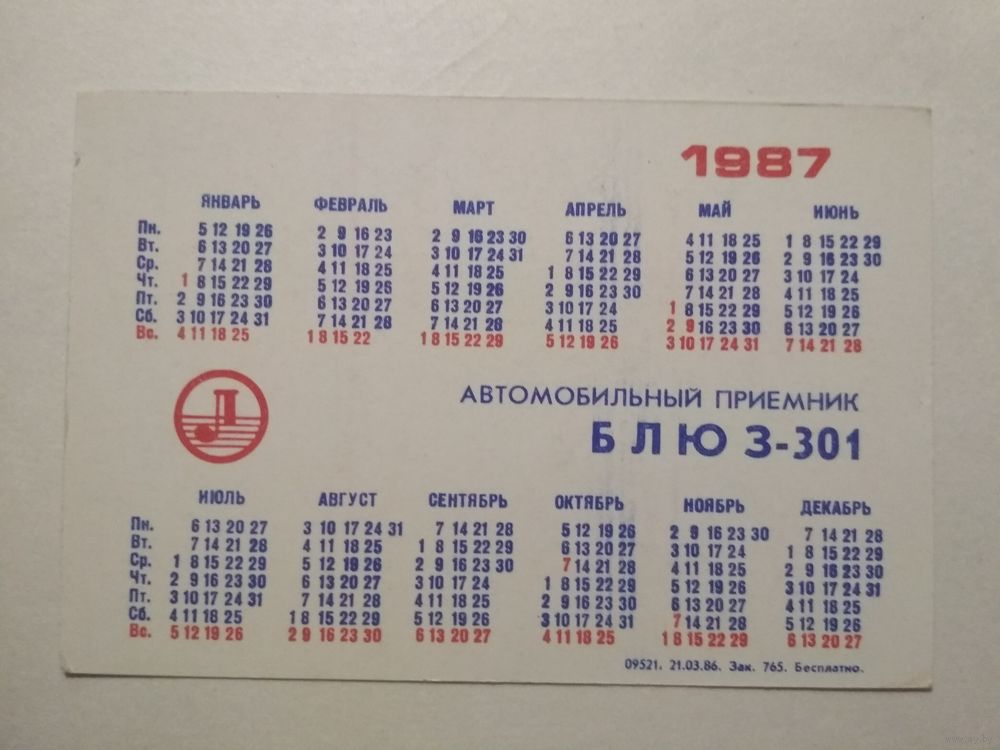 1987
ЯНВАРЬ ФЕВРАЛЬ МАРТ АПРЕЛЬ МАЙ ИЮНЬ
Пн. 5 12 19 26 2 9 16 23 2 9 16 23 30 6 13 20 27 4 11 18 25 1 8 15 22 29
Вт. 6 13 20 27 3 10 17 24 3 10 17 24 31 7 14 21 28 5 12 19 26 2 9 16 23 30
Ср. 7 14 21 28 4 11 18 25 4 11 18 25 1 8 15 22 29 6 13 20 27 3 10 17 24
Чт. 1 8 15 22 29 5 12 19 26 5 12 19 26 2 9 16 23 30 7 14 21 28 4 11 18 25
Пт. 2 9 16 23 30 6 13 20 27 6 13 20 27 3 10 17 24 1 8 15 22 29 5 12 19 26
Сб. 3 10 17 24 31 7 14 21 28 7 14 21 28 4 11 18 25 2 9 16 23 30 6 13 20 27
Вс. 4 11 18 25 1 8 15 22 1 8 15 22 29 5 12 19 26 3 10 17 24 31 7 14 21 28
АВТОМОБИЛЬНЫЙ ПРИЕМНИК
БЛЮЗ-301
ИЮЛЬ АВГУСТ СЕНТЯБРЬ ОКТЯБРЬ НОЯБРЬ ДЕКАБРЬ
Пн. 6 13 20 27 3 10 17 24 31 7 14 21 28 5 12 19 26 2 9 16 23 30 7 14 21 28
Вт. 7 14 21 28 4 11 18 25 1 8 15 22 29 6 13 20 27 3 10 17 24 1 8 15 22 29
Ср. 1 8 15 22 29 5 12 19 26 2 9 16 23 30 7 14 21 28 4 11 18 25 2 9 16 23 30
Чт. 2 9 16 23 30 6 13 20 27 3 10 17 24 1 8 15 22 29 5 12 19 26 3 10 17 24 31
Пт. 3 10 17 24 31 7 14 21 28 4 11 18 25 2 9 16 23 30 6 13 20 27 4 11 18 25
Сб. 4 11 18 25 1 8 15 22 29 5 12 19 26 3 10 17 24 31 7 14 21 28 5 12 19 26
Вс. 5 12 19 26 2 9 16 23 30 6 13 20 27 4 11 18 25 1 8 15 22 29 6 13 20 27
09521. 21.03.86. Зак. 765. Бесплатно.